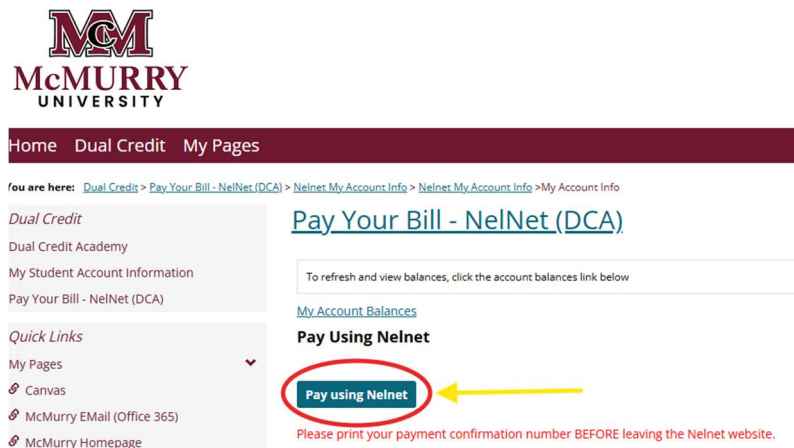 MCM
McMURRY
UNIVERSITY
Home Dual Credit My Pages
You are here: Dual Credit > Pay Your Bill - NelNet (DCA) > Nelnet My Account Info > Nelnet My Account Info >My Account Info
Dual Credit
Dual Credit Academy
My Student Account Information
Pay Your Bill - NelNet (DCA)
Quick Links
My Pages
Canvas
McMurry EMail (Office 365)
McMurry Homepage
Pay Your Bill - NelNet (DCA)
To refresh and view balances, click the account balances link below
My Account Balances
Pay Using Nelnet
Pay using Nelnet
Please print your payment confirmation number BEFORE leaving the Nelnet website.